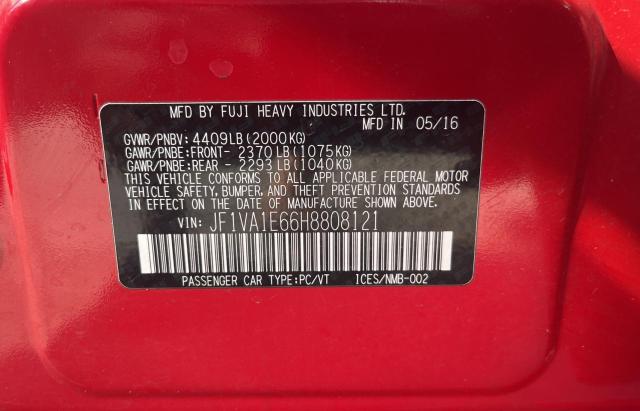 MFD BY FUJI HEAVY INDUSTRIES LTD.
MFD IN 05/16
GVWR/PNBV: 4409LB(2000KG)
GAWR/PNBE:FRONT- 2370LB(1075KG)
GAWR/PNBE:REAR - 2293LB(1040KG)
THIS VEHICLE CONFORMS TO ALL APPLICABLE FEDERAL MOTOR
VEHICLE SAFETY, BUMPER, AND THEFT PREVENTION STANDARDS
IN EFFECT ON THE DATE OF MANUFACTURE SHOWN ABOVE.
VIN: JF1VA1E66H8808121
PASSENGER CAR TYPE:PC/VT ICES/NMB-002